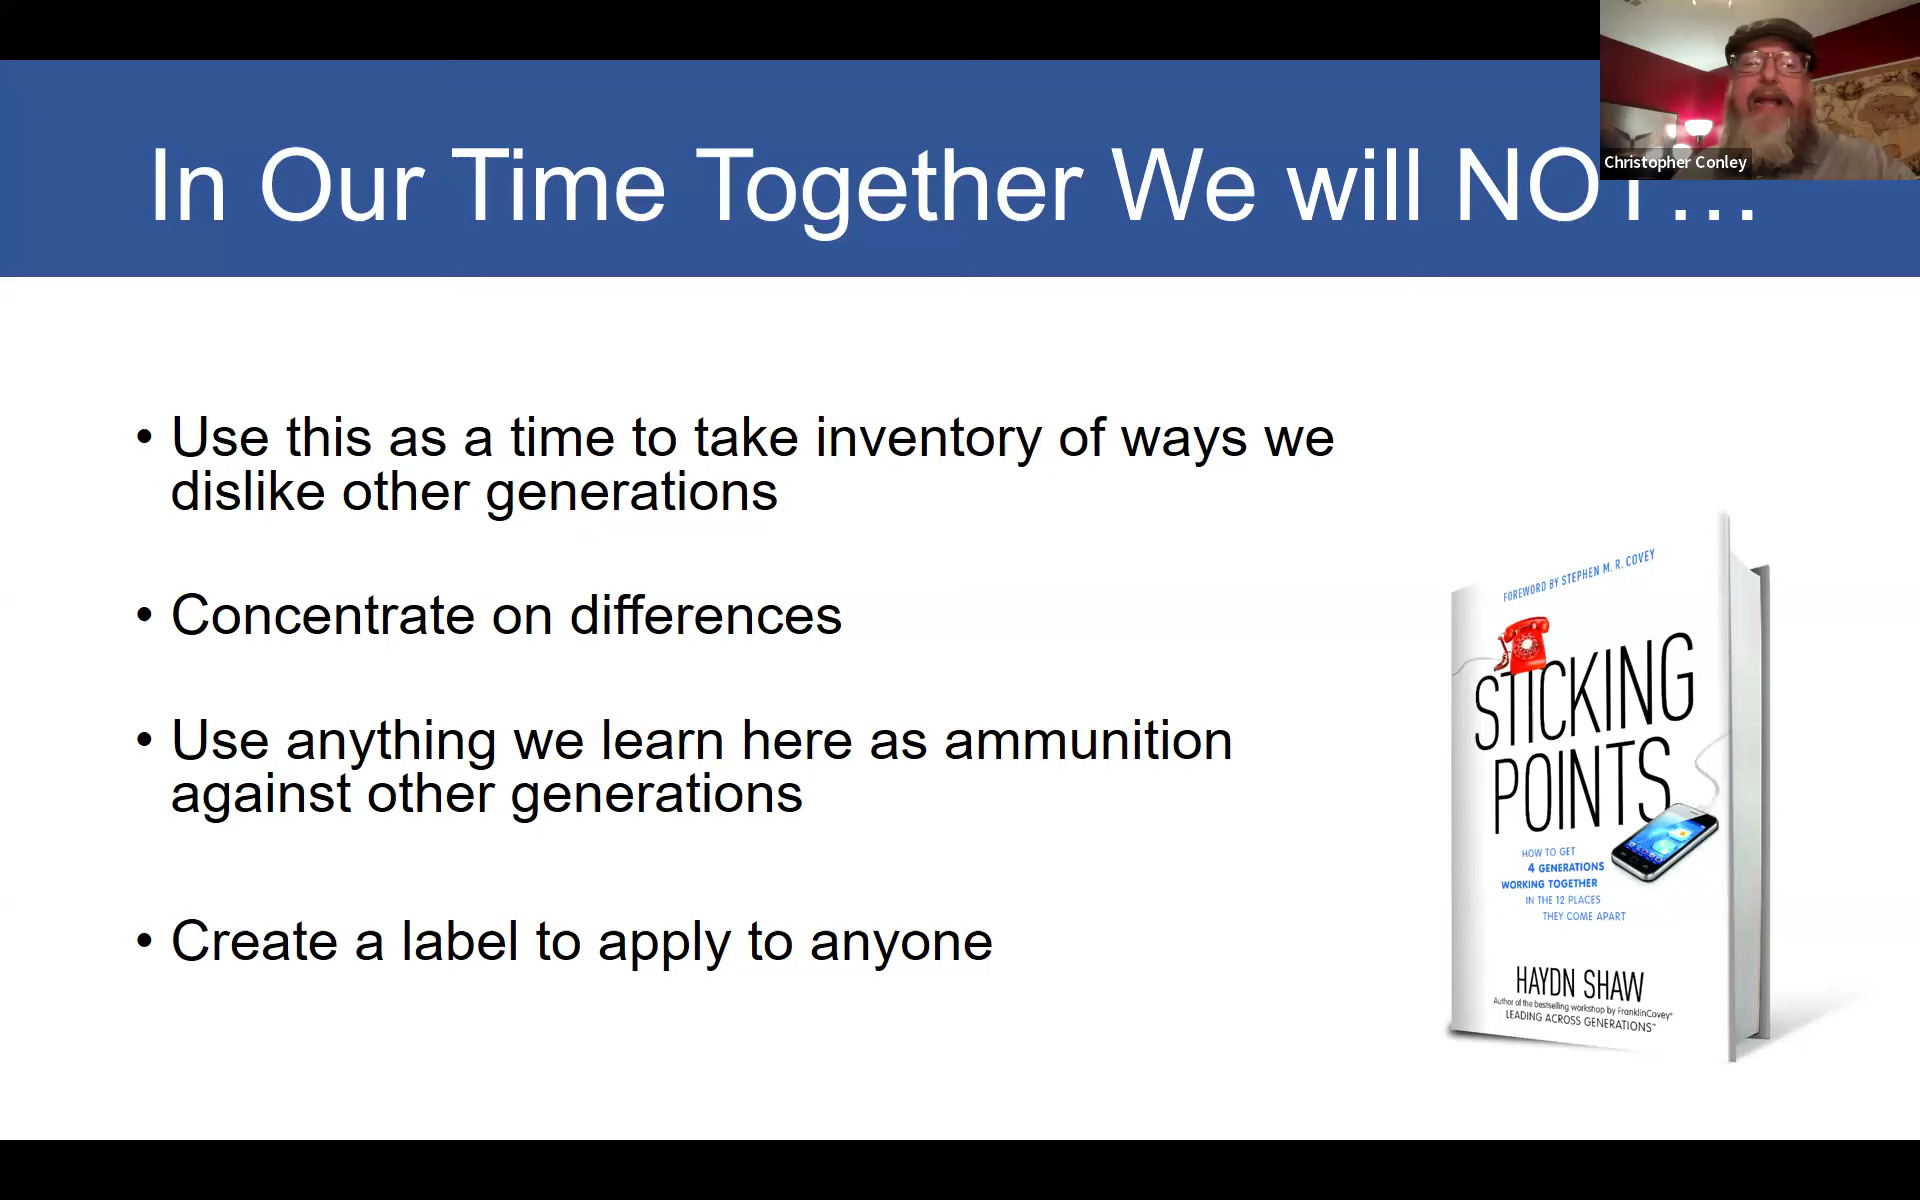 In Our Time Together We will NOT…
Christopher Conley
• Use this as a time to take inventory of ways we
dislike other generations
• Concentrate on differences
• Use anything we learn here as ammunition
against other generations
• Create a label to apply to anyone
FOREWORD BY STEPHEN M. R. COVEY
STICKING
POINTS
HOW TO GET
4 GENERATIONS
WORKING TOGETHER
IN THE 12 PLACES
THEY COME APART
HAYDN SHAW
Author of the bestselling workshop by FranklinCovey®
LEADING ACROSS GENERATIONS™